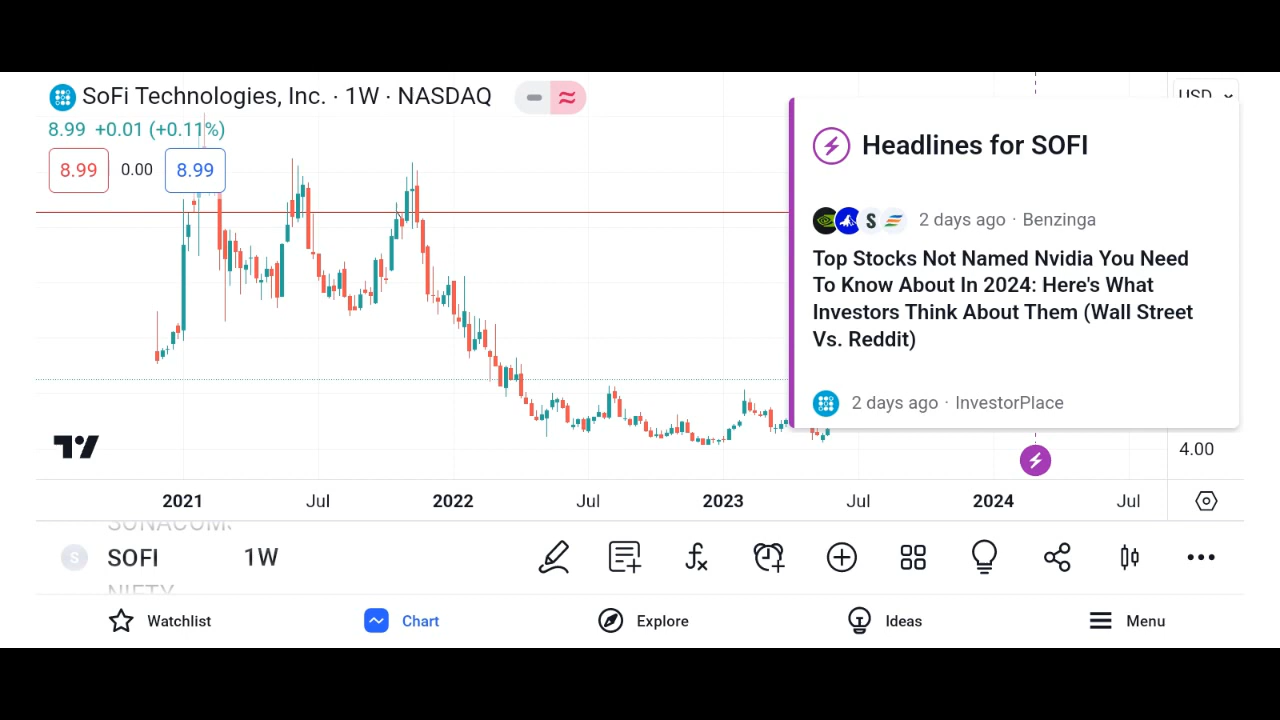 SoFi Technologies, Inc. · 1W · NASDAQ
USD
8.99 +0.01 (+0.11%)
8.99 0.00 8.99
Headlines for SOFI
2 days ago · Benzinga
Top Stocks Not Named Nvidia You Need
To Know About In 2024: Here's What
Investors Think About Them (Wall Street
Vs. Reddit)
2 days ago · InvestorPlace
4.00
2021 Jul 2022 Jul 2023 Jul 2024 Jul
S SOFI 1W
NIFTY
Watchlist Chart Explore Ideas Menu